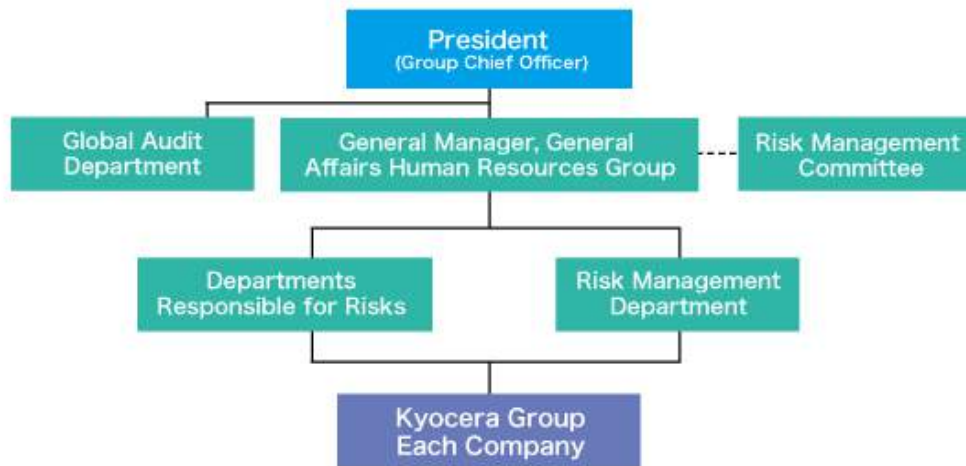 President
(Group Chief Officer)
Global Audit
Department
General Manager, General
Affairs Human Resources Group
Risk Management
Committee
Departments
Responsible for Risks
Risk Management
Department
Kyocera Group
Each Company